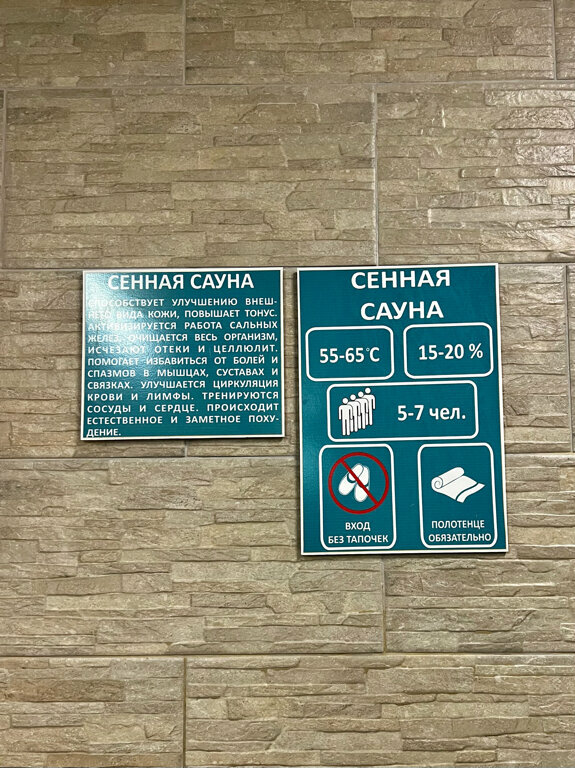 СЕННАЯ САУНА
СПОСОБСТВУЕТ УЛУЧШЕНИЮ ВНЕШ-
НЕГО ВИДА КОЖИ, ПОВЫШАЕТ ТОНУС.
АКТИВИЗИРУЕТСЯ РАБОТА САЛЬНЫХ
ЖЕЛЕЗ. ОЧИЩАЕТСЯ ВЕСЬ ОРГАНИЗМ,
ИСЧЕЗАЮТ ОТЕКИ И ЦЕЛЛЮЛИТ.
ПОМОГАЕТ ИЗБАВИТЬСЯ ОТ БОЛЕЙ И
СПАЗМОВ В МЫШЦАХ, СУСТАВАХ И
СВЯЗКАХ. УЛУЧШАЕТСЯ ЦИРКУЛЯЦИЯ
КРОВИ И ЛИМФЫ. ТРЕНИРУЮТСЯ
СОСУДЫ И СЕРДЦЕ. ПРОИСХОДИТ
ЕСТЕСТВЕННОЕ И ЗАМЕТНОЕ ПОХУ-
ДЕНИЕ.
СЕННАЯ
САУНА
55-65°С
15-20 %
5-7 чел.
ВХОД
БЕЗ ТАПОЧЕК
ПОЛОТЕНЦЕ
ОБЯЗАТЕЛЬНО